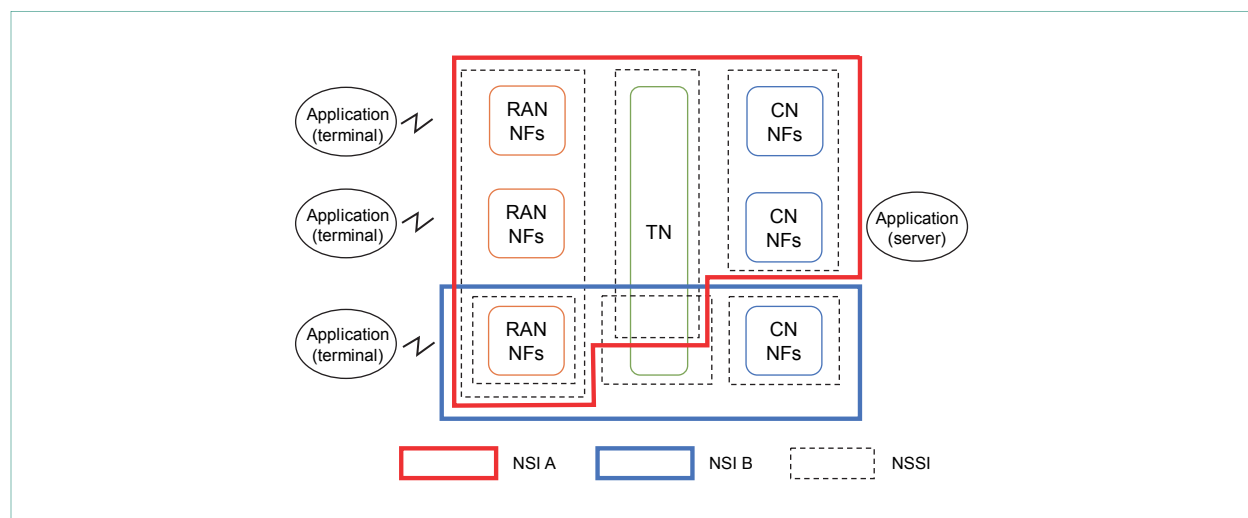 Application
(terminal)
RAN
NFs
CN
NFs
Application
(terminal)
RAN
NFs
TN
CN
NFs
Application
(server)
Application
(terminal)
RAN
NFs
CN
NFs
NSI A
NSI B
NSSI